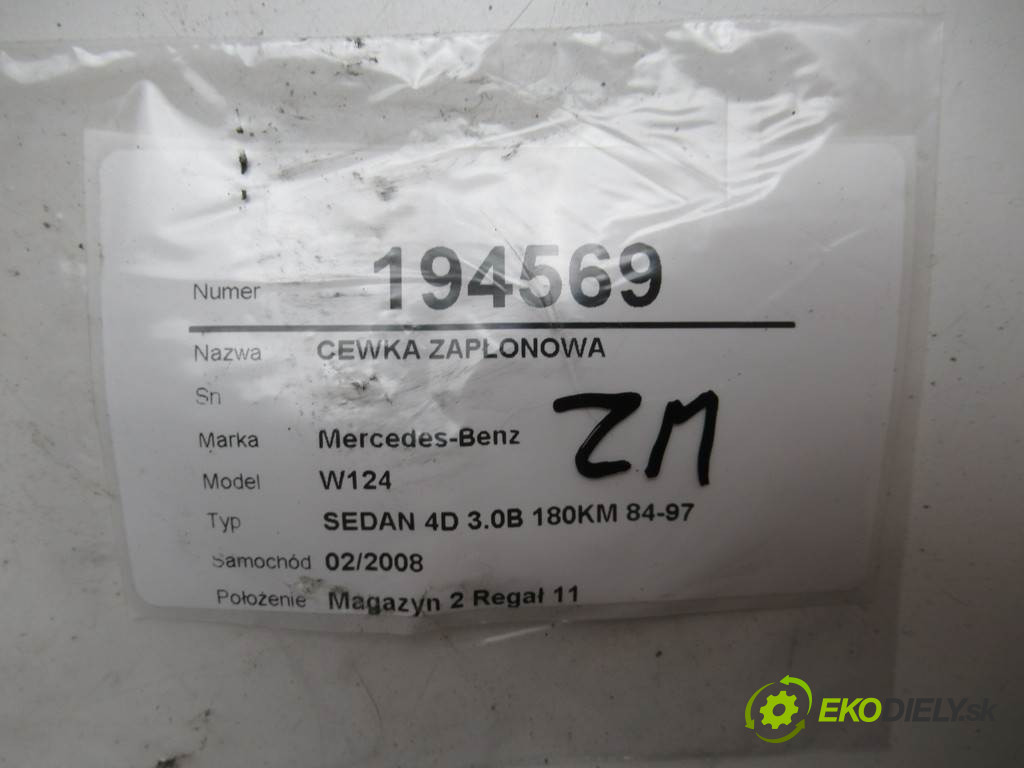 Numer 194569
Nazwa CEWKA ZAPŁONOWA
Sn
Marka Mercedes-Benz
ZM
Model W124
Typ SEDAN 4D 3.0B 180KM 84-97
Samochód 02/2008
Położenie Magazyn 2 Regał 11
EKODIELY.sk